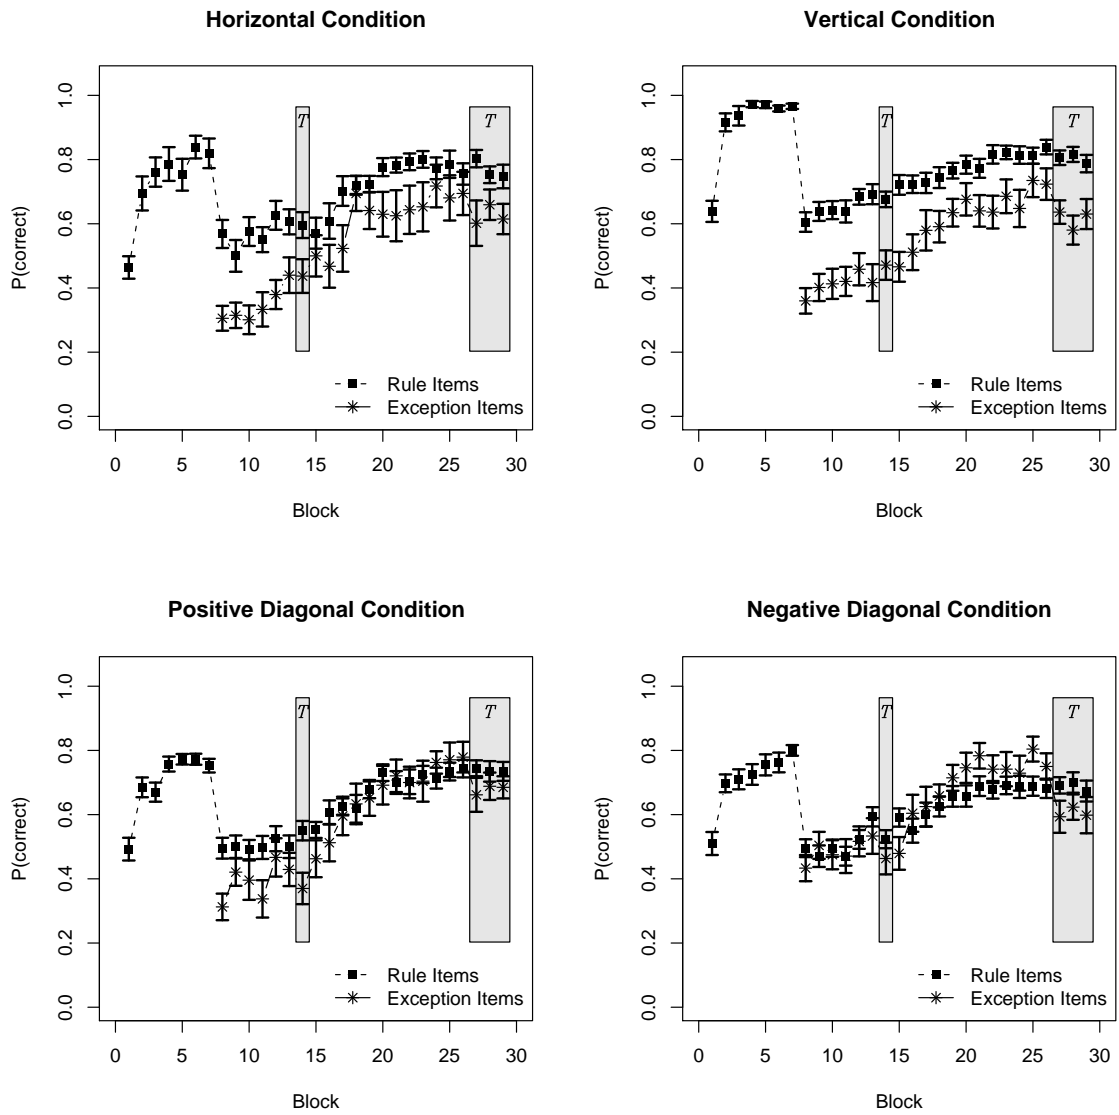 Horizontal Condition
P(correct)
1.0
0.8
0.6
0.4
0.2
0.0
T
T
Rule Items
Exception Items
0 5 10 15 20 25 30
Block
Vertical Condition
P(correct)
1.0
0.8
0.6
0.4
0.2
0.0
T
T
Rule Items
Exception Items
0 5 10 15 20 25 30
Block
Positive Diagonal Condition
P(correct)
1.0
0.8
0.6
0.4
0.2
0.0
T
T
Rule Items
Exception Items
0 5 10 15 20 25 30
Block
Negative Diagonal Condition
P(correct)
1.0
0.8
0.6
0.4
0.2
0.0
T
T
Rule Items
Exception Items
0 5 10 15 20 25 30
Block